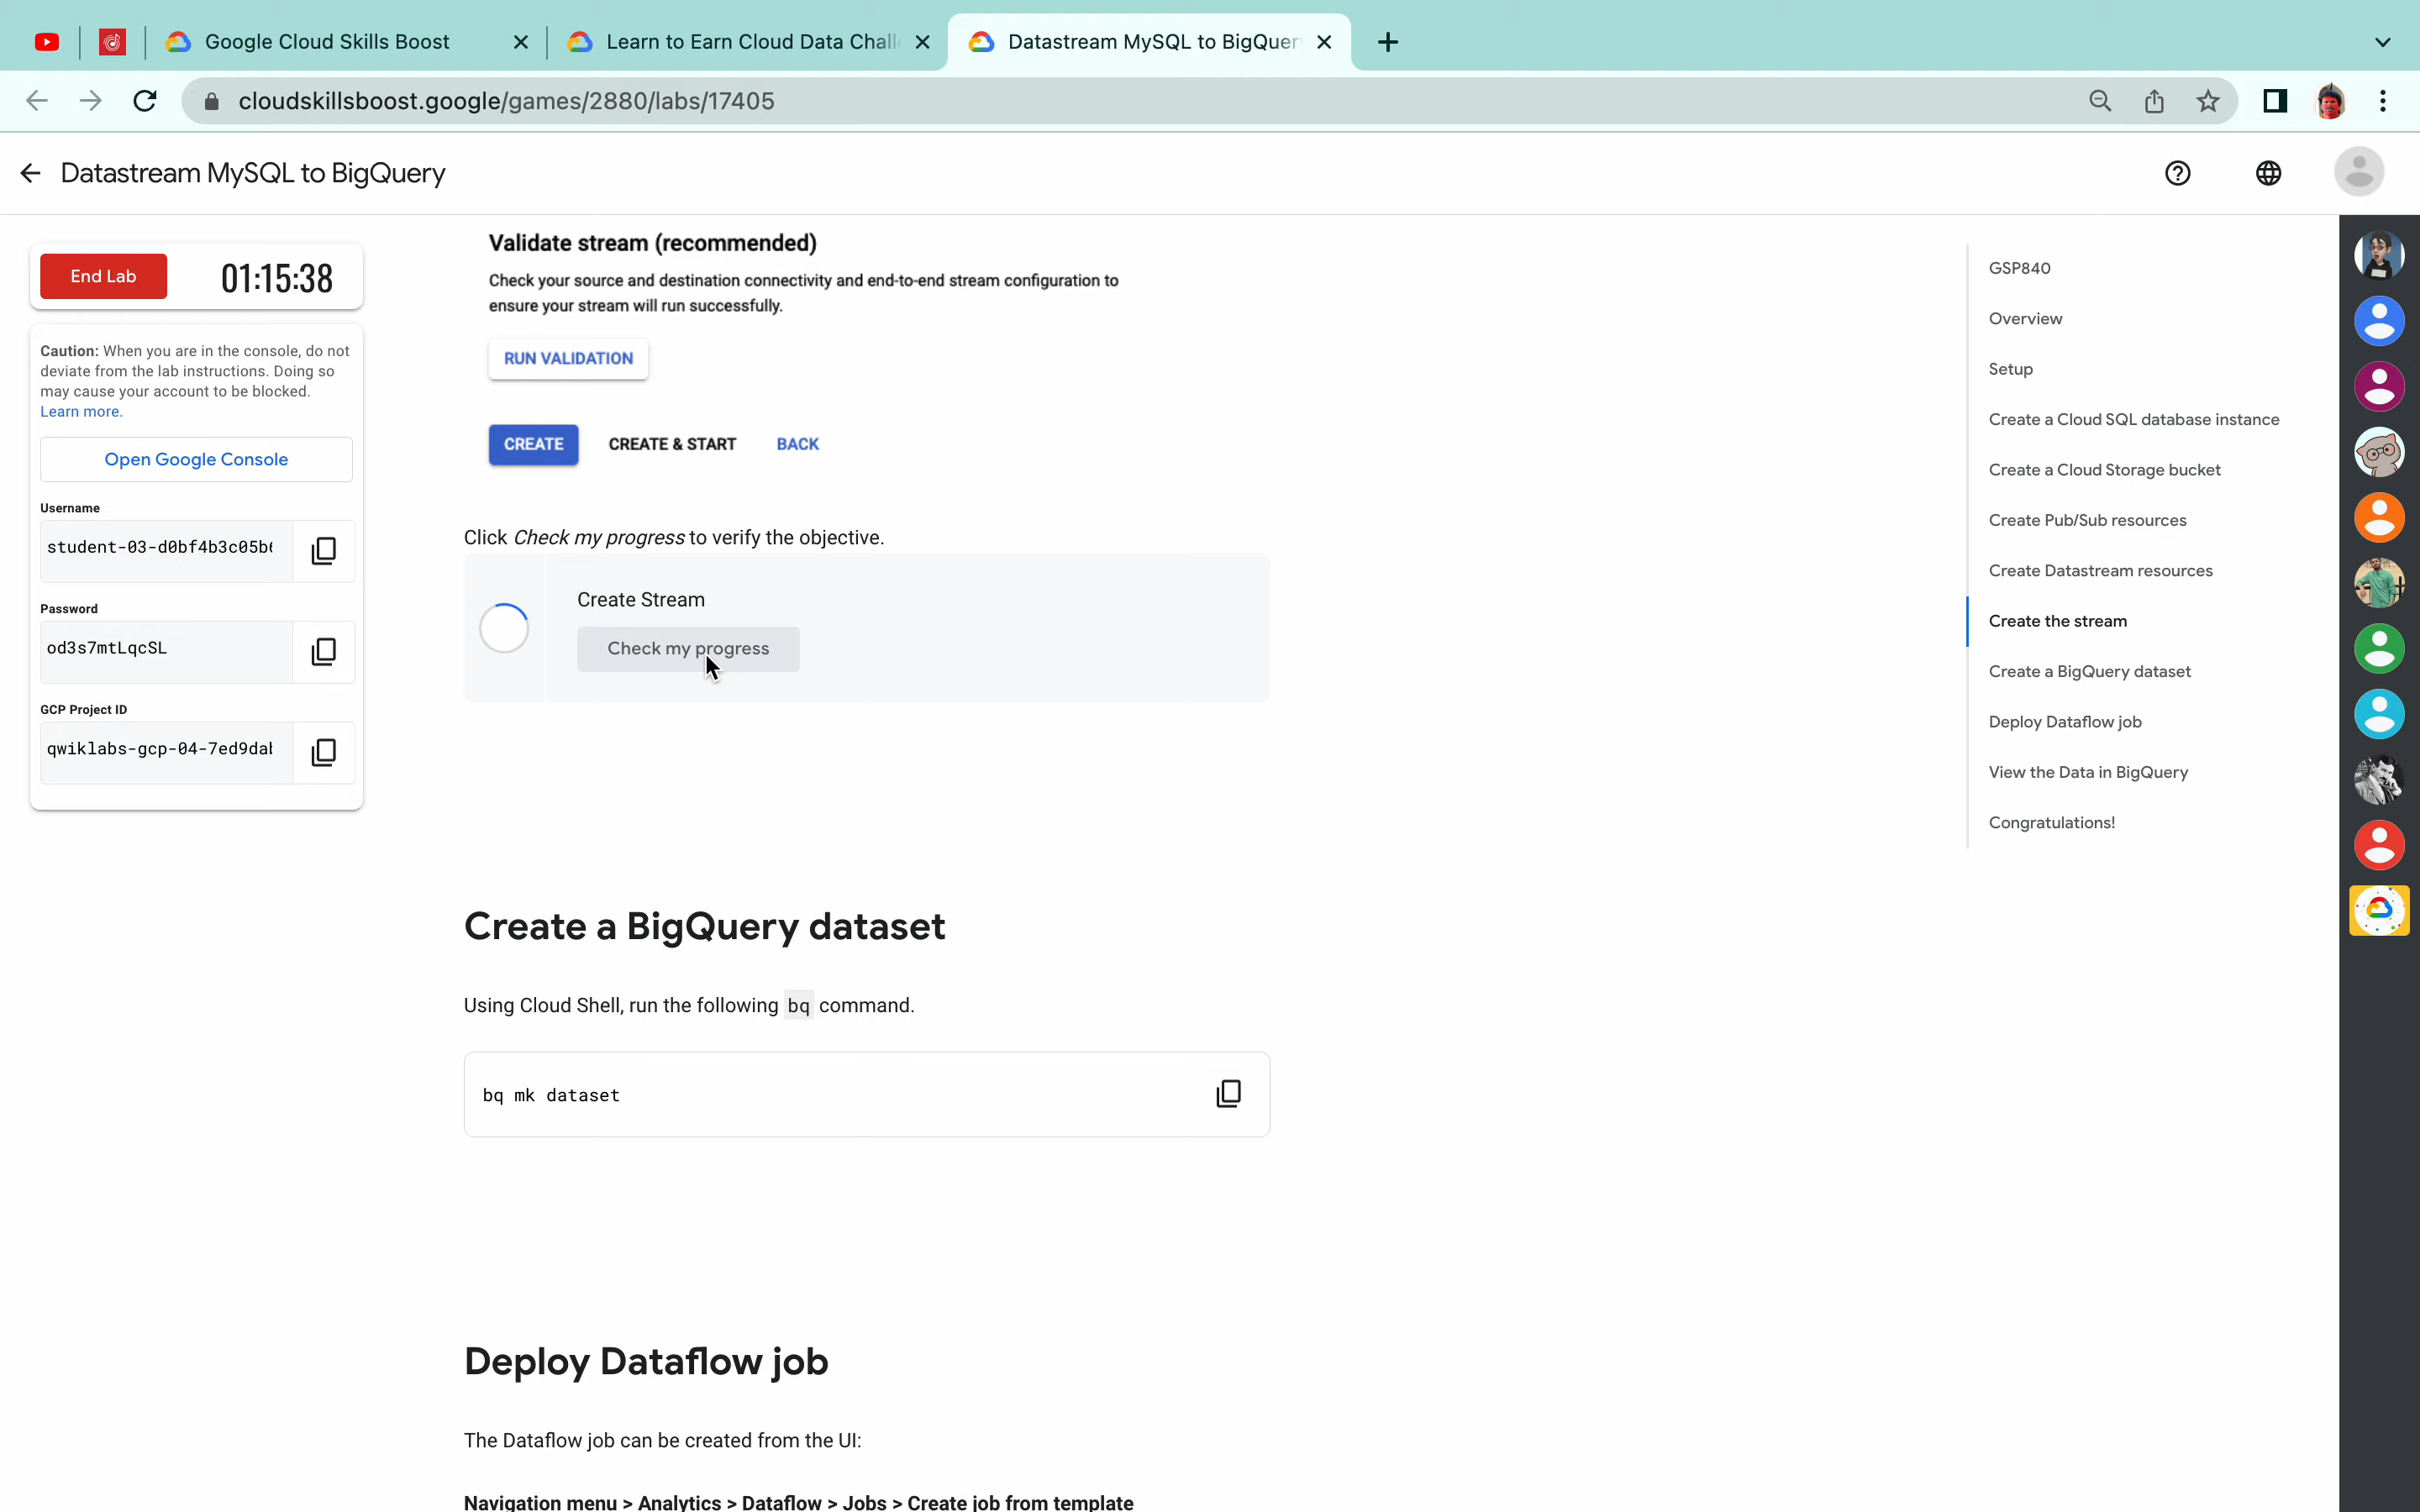 Google Cloud Skills Boost
Learn to Earn Cloud Data Chall
Datastream MySQL to BigQuer
cloudskillsboost.google/games/2880/labs/17405
Datastream MySQL to BigQuery
End Lab
01:15:38
Caution: When you are in the console, do not
deviate from the lab instructions. Doing so
may cause your account to be blocked.
Learn more.
Open Google Console
Username
student-03-d0bf4b3c05b
Password
od3s7mtLqcSL
GCP Project ID
qwiklabs-gcp-04-7ed9da
Validate stream (recommended)
Check your source and destination connectivity and end-to-end stream configuration to
ensure your stream will run successfully.
RUN VALIDATION
CREATE
CREATE & START
BACK
Click Check my progress to verify the objective.
Create Stream
Check my progress
Create a BigQuery dataset
Using Cloud Shell, run the following bq command.
bq mk dataset
Deploy Dataflow job
The Dataflow job can be created from the UI:
Navigation menu > Analytics > Dataflow > Jobs > Create job from template
GSP840
Overview
Setup
Create a Cloud SQL database instance
Create a Cloud Storage bucket
Create Pub/Sub resources
Create Datastream resources
Create the stream
Create a BigQuery dataset
Deploy Dataflow job
View the Data in BigQuery
Congratulations!